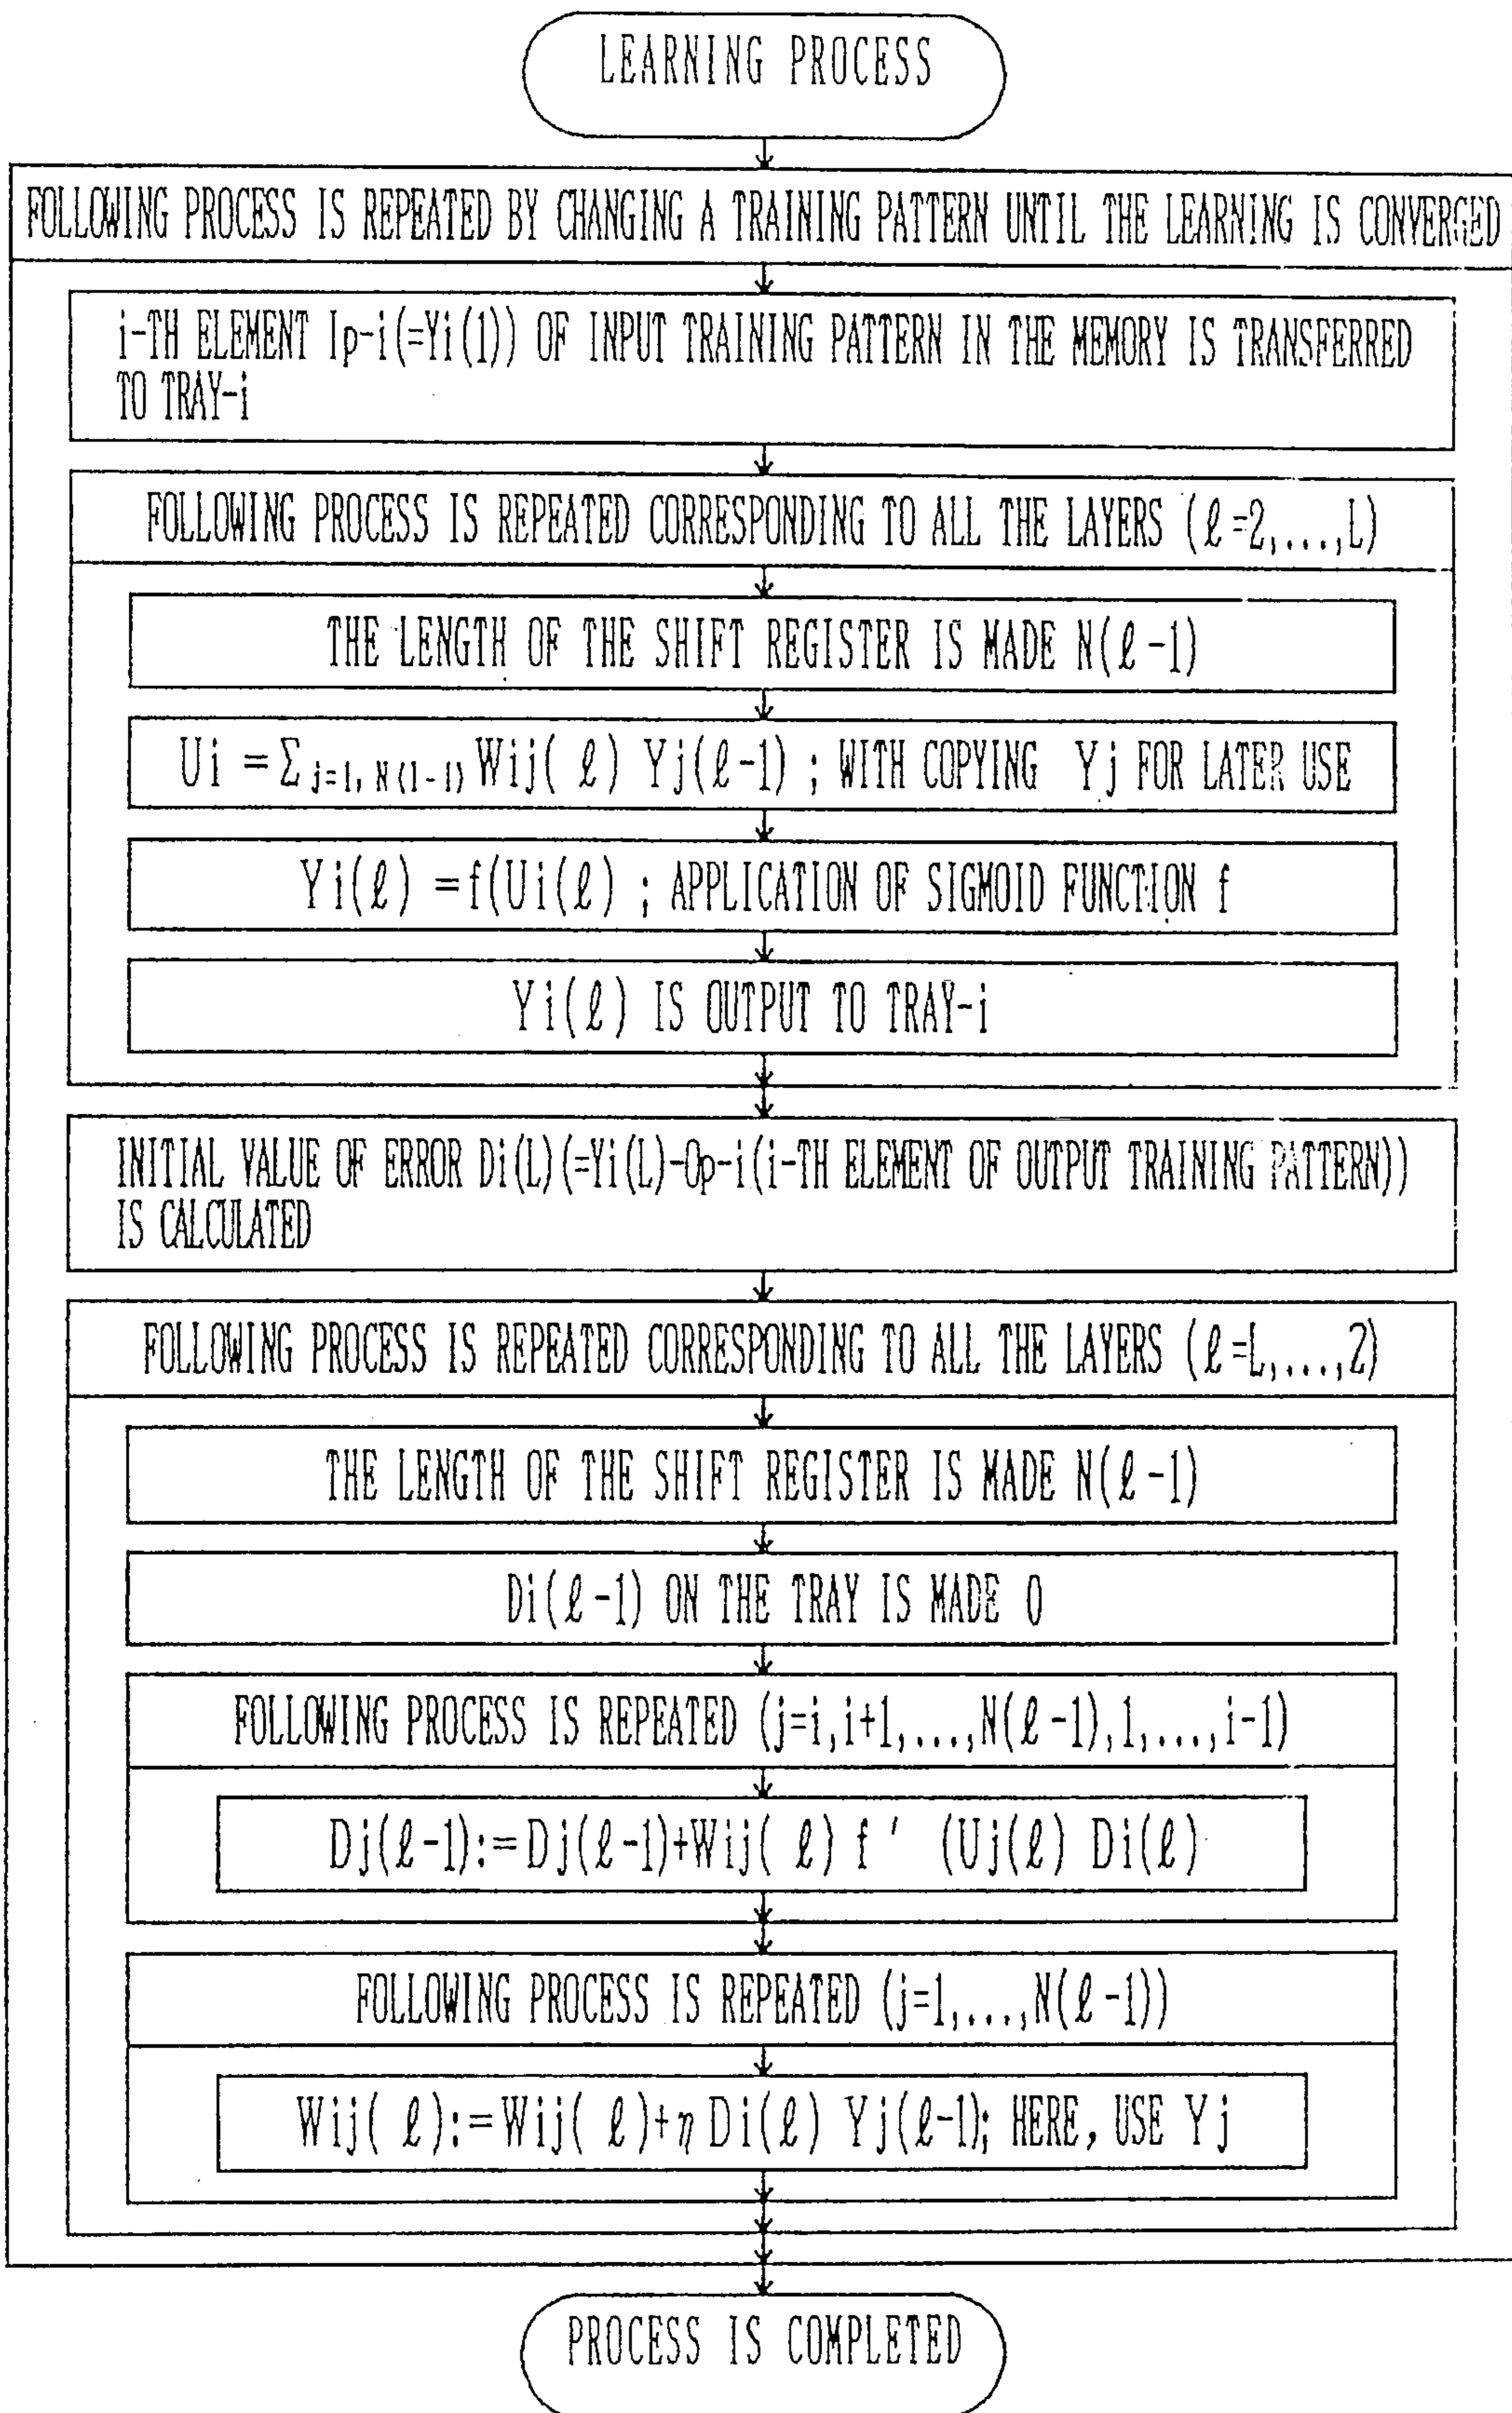 LEARNING PROCESS
FOLLOWING PROCESS IS REPEATED BY CHANGING A TRAINING PATTERN UNTIL THE LEARNING IS CONVERGED
i-TH ELEMENT Ip-i(=Yi(1)) OF INPUT TRAINING PATTERN IN THE MEMORY IS TRANSFERRED
TO TRAY-i
FOLLOWING PROCESS IS REPEATED CORRESPONDING TO ALL THE LAYERS (ℓ=2,...,L)
THE LENGTH OF THE SHIFT REGISTER IS MADE N(ℓ-1)
Ui =Σ j=1, N(1-1) Wij( ℓ) Yj(ℓ-1) ; WITH COPYING Yj FOR LATER USE
Yi(ℓ) =f(Ui(ℓ) ; APPLICATION OF SIGMOID FUNCTION f
Yi(ℓ) IS OUTPUT TO TRAY-i
INITIAL VALUE OF ERROR Di(L)(=Yi(L)-Op-i(i-TH ELEMENT OF OUTPUT TRAINING PATTERN))
IS CALCULATED
FOLLOWING PROCESS IS REPEATED CORRESPONDING TO ALL THE LAYERS (ℓ=L,...,2)
THE LENGTH OF THE SHIFT REGISTER IS MADE N(ℓ-1)
Di(ℓ-1) ON THE TRAY IS MADE 0
FOLLOWING PROCESS IS REPEATED (j=i,i+1,...,N(ℓ-1),1,...,i-1)
Dj(ℓ-1):=Dj(ℓ-1)+Wij( ℓ) f ′ (Uj(ℓ) Di(ℓ)
FOLLOWING PROCESS IS REPEATED (j=1,...,N(ℓ-1))
Wij( ℓ):=Wij( ℓ)+η Di(ℓ) Yj(ℓ-1); HERE, USE Yj
PROCESS IS COMPLETED